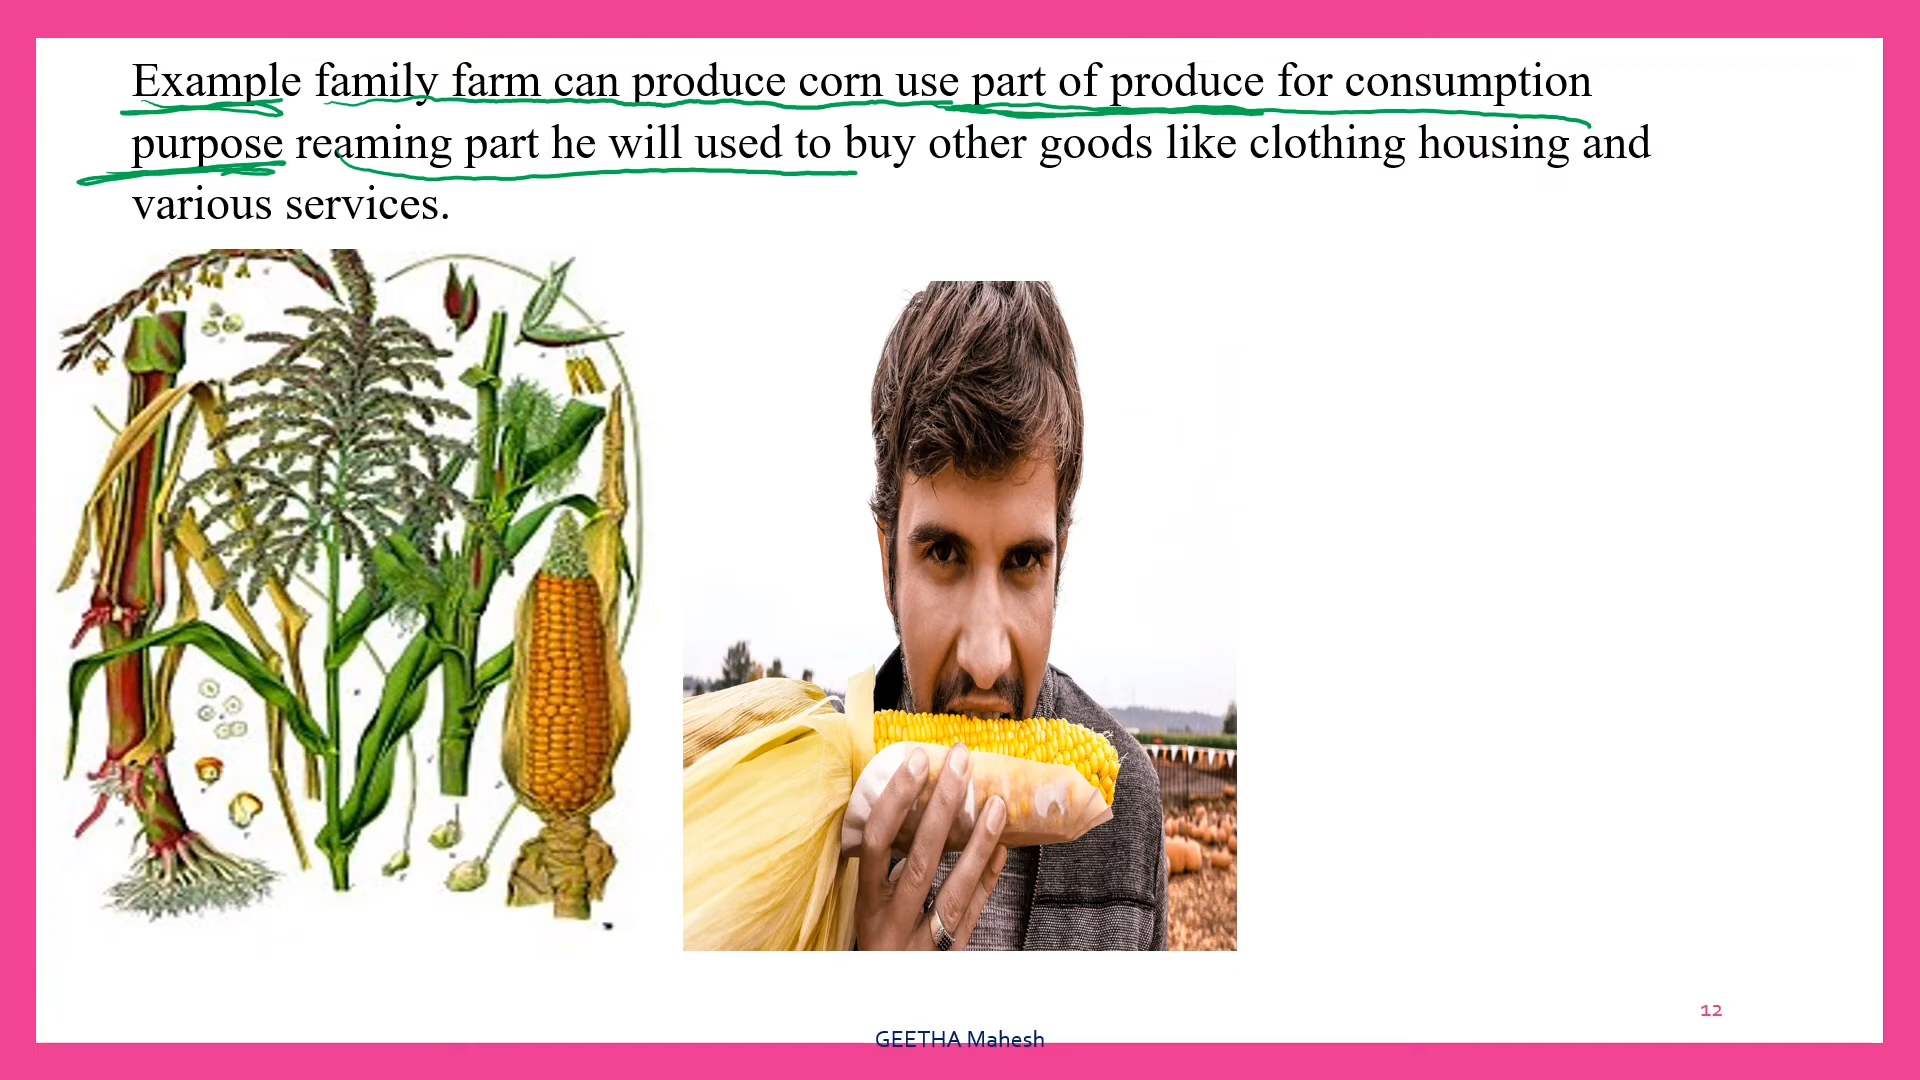 Example family farm can produce corn use part of produce for consumption
purpose reaming part he will used to buy other goods like clothing housing and
various services.
12
GEETHA Mahesh